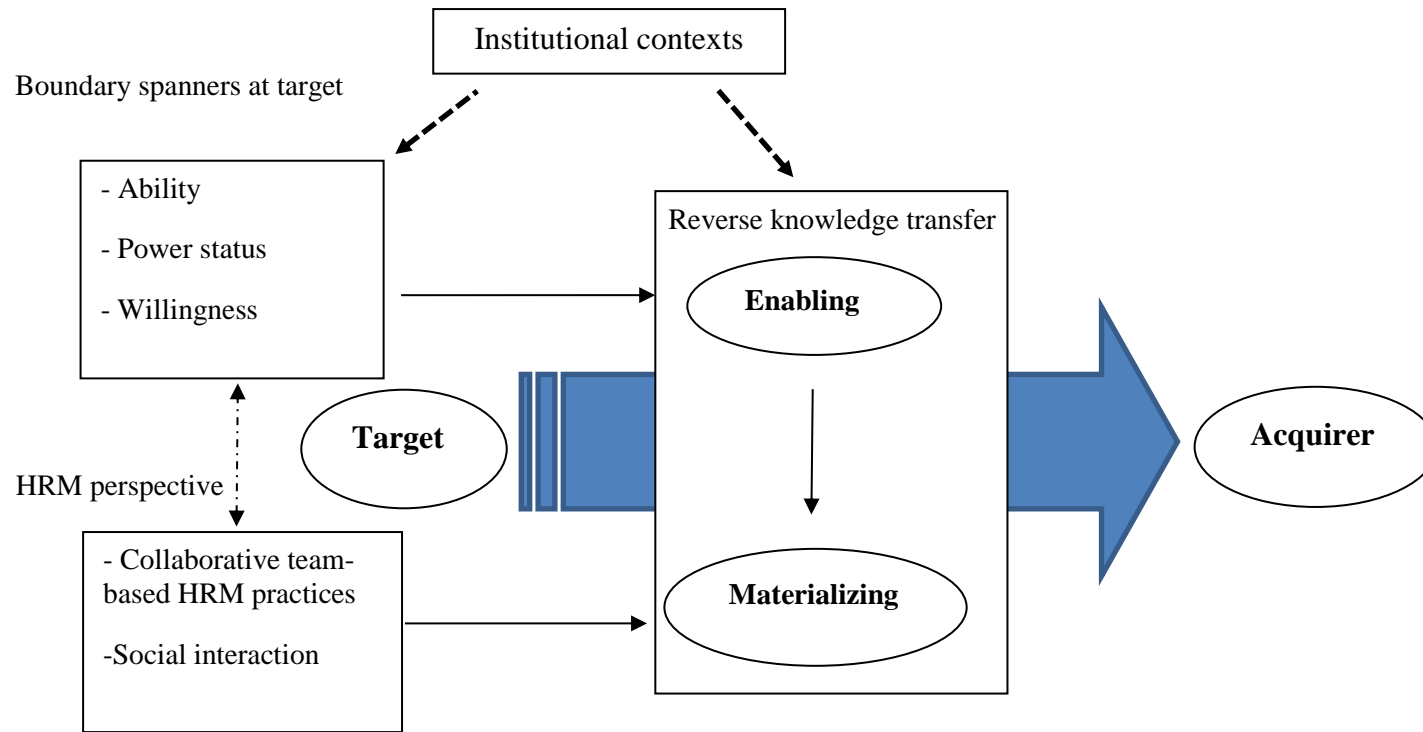 Institutional contexts
Boundary spanners at target
- Ability
- Power status
- Willingness
Reverse knowledge transfer
Enabling
Target
Acquirer
HRM perspective
- Collaborative team-
based HRM practices
-Social interaction
Materializing